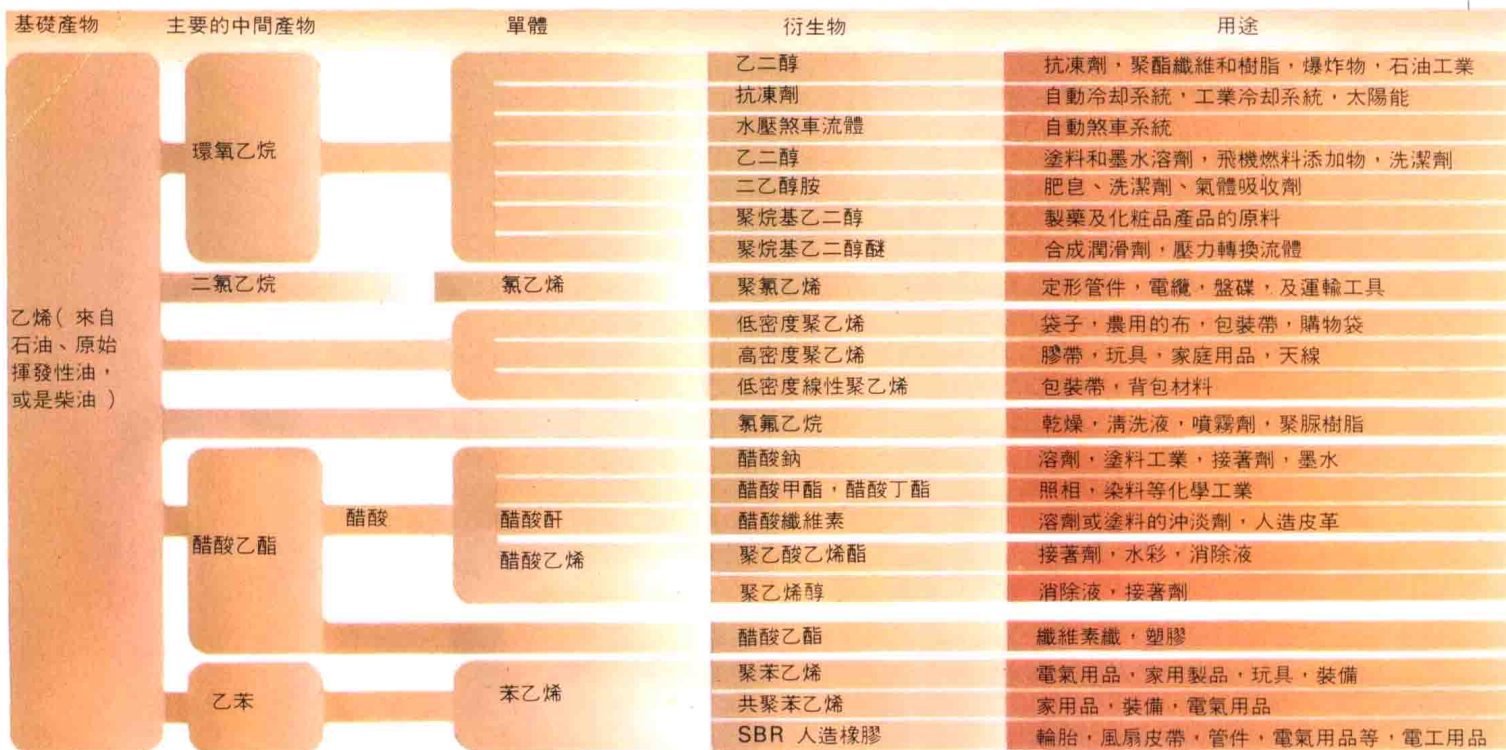 基礎產物 主要的中間產物 單體 衍生物 用途
乙二醇 抗凍劑，聚酯纖維和樹脂，爆炸物，石油工業
抗凍劑 自動冷却系統，工業冷却系統，太陽能
水壓煞車流體 自動煞車系統
環氧乙烷 乙二醇 塗料和墨水溶劑，飛機燃料添加物，洗潔劑
二乙醇胺 肥皂、洗潔劑、氣體吸收劑
聚烷基乙二醇 製藥及化粧品產品的原料
聚烷基乙二醇醚 合成潤滑劑，壓力轉換流體
二氯乙烷 氯乙烯 聚氯乙烯 定形管件，電纜，盤碟，及運輸工具
乙烯（來自
石油、原始
揮發性油，
或是柴油）
低密度聚乙烯 袋子，農用的布，包裝帶，購物袋
高密度聚乙烯 膠帶，玩具，家庭用品，天線
低密度線性聚乙烯 包裝帶，背包材料
氯氟乙烷 乾燥，清洗液，噴霧劑，聚脲樹脂
醋酸鈉 溶劑，塗料工業，接著劑，墨水
醋酸甲酯，醋酸丁酯 照相，染料等化學工業
醋酸 醋酸酐 醋酸纖維素 溶劑或塗料的沖淡劑，人造皮革
醋酸乙酯 醋酸乙烯 聚乙酸乙烯酯 接著劑，水彩，消除液
聚乙烯醇 消除液，接著劑
醋酸乙酯 纖維素纖，塑膠
乙苯 苯乙烯 聚苯乙烯 電氣用品，家用製品，玩具，裝備
共聚苯乙烯 家用品，裝備，電氣用品
SBR 人造橡膠 輪胎，風扇皮帶，管件，電氣用品等，電工用品